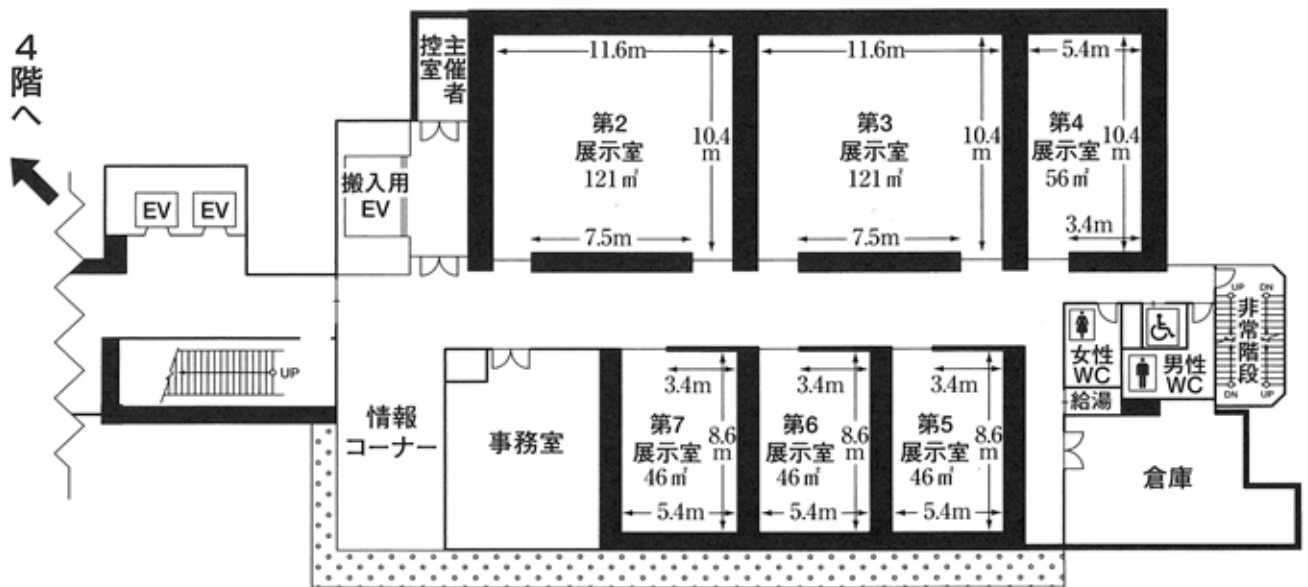 4階へ
EV
EV
UP
主催者
控室
搬入用
EV
11.6m
10.4
m
第2
展示室
121㎡
7.5m
11.6m
10.4
m
第3
展示室
121㎡
7.5m
5.4m
10.4
m
第4
展示室
56㎡
3.4m
情報
コーナー
事務室
3.4m
第7
展示室
46㎡
8.6
m
5.4m
3.4m
第6
展示室
46㎡
8.6
m
5.4m
3.4m
第5
展示室
46㎡
8.6
m
5.4m
女性
WC
男性
WC
給湯
UP
DN
非常階段
DN
UP
倉庫